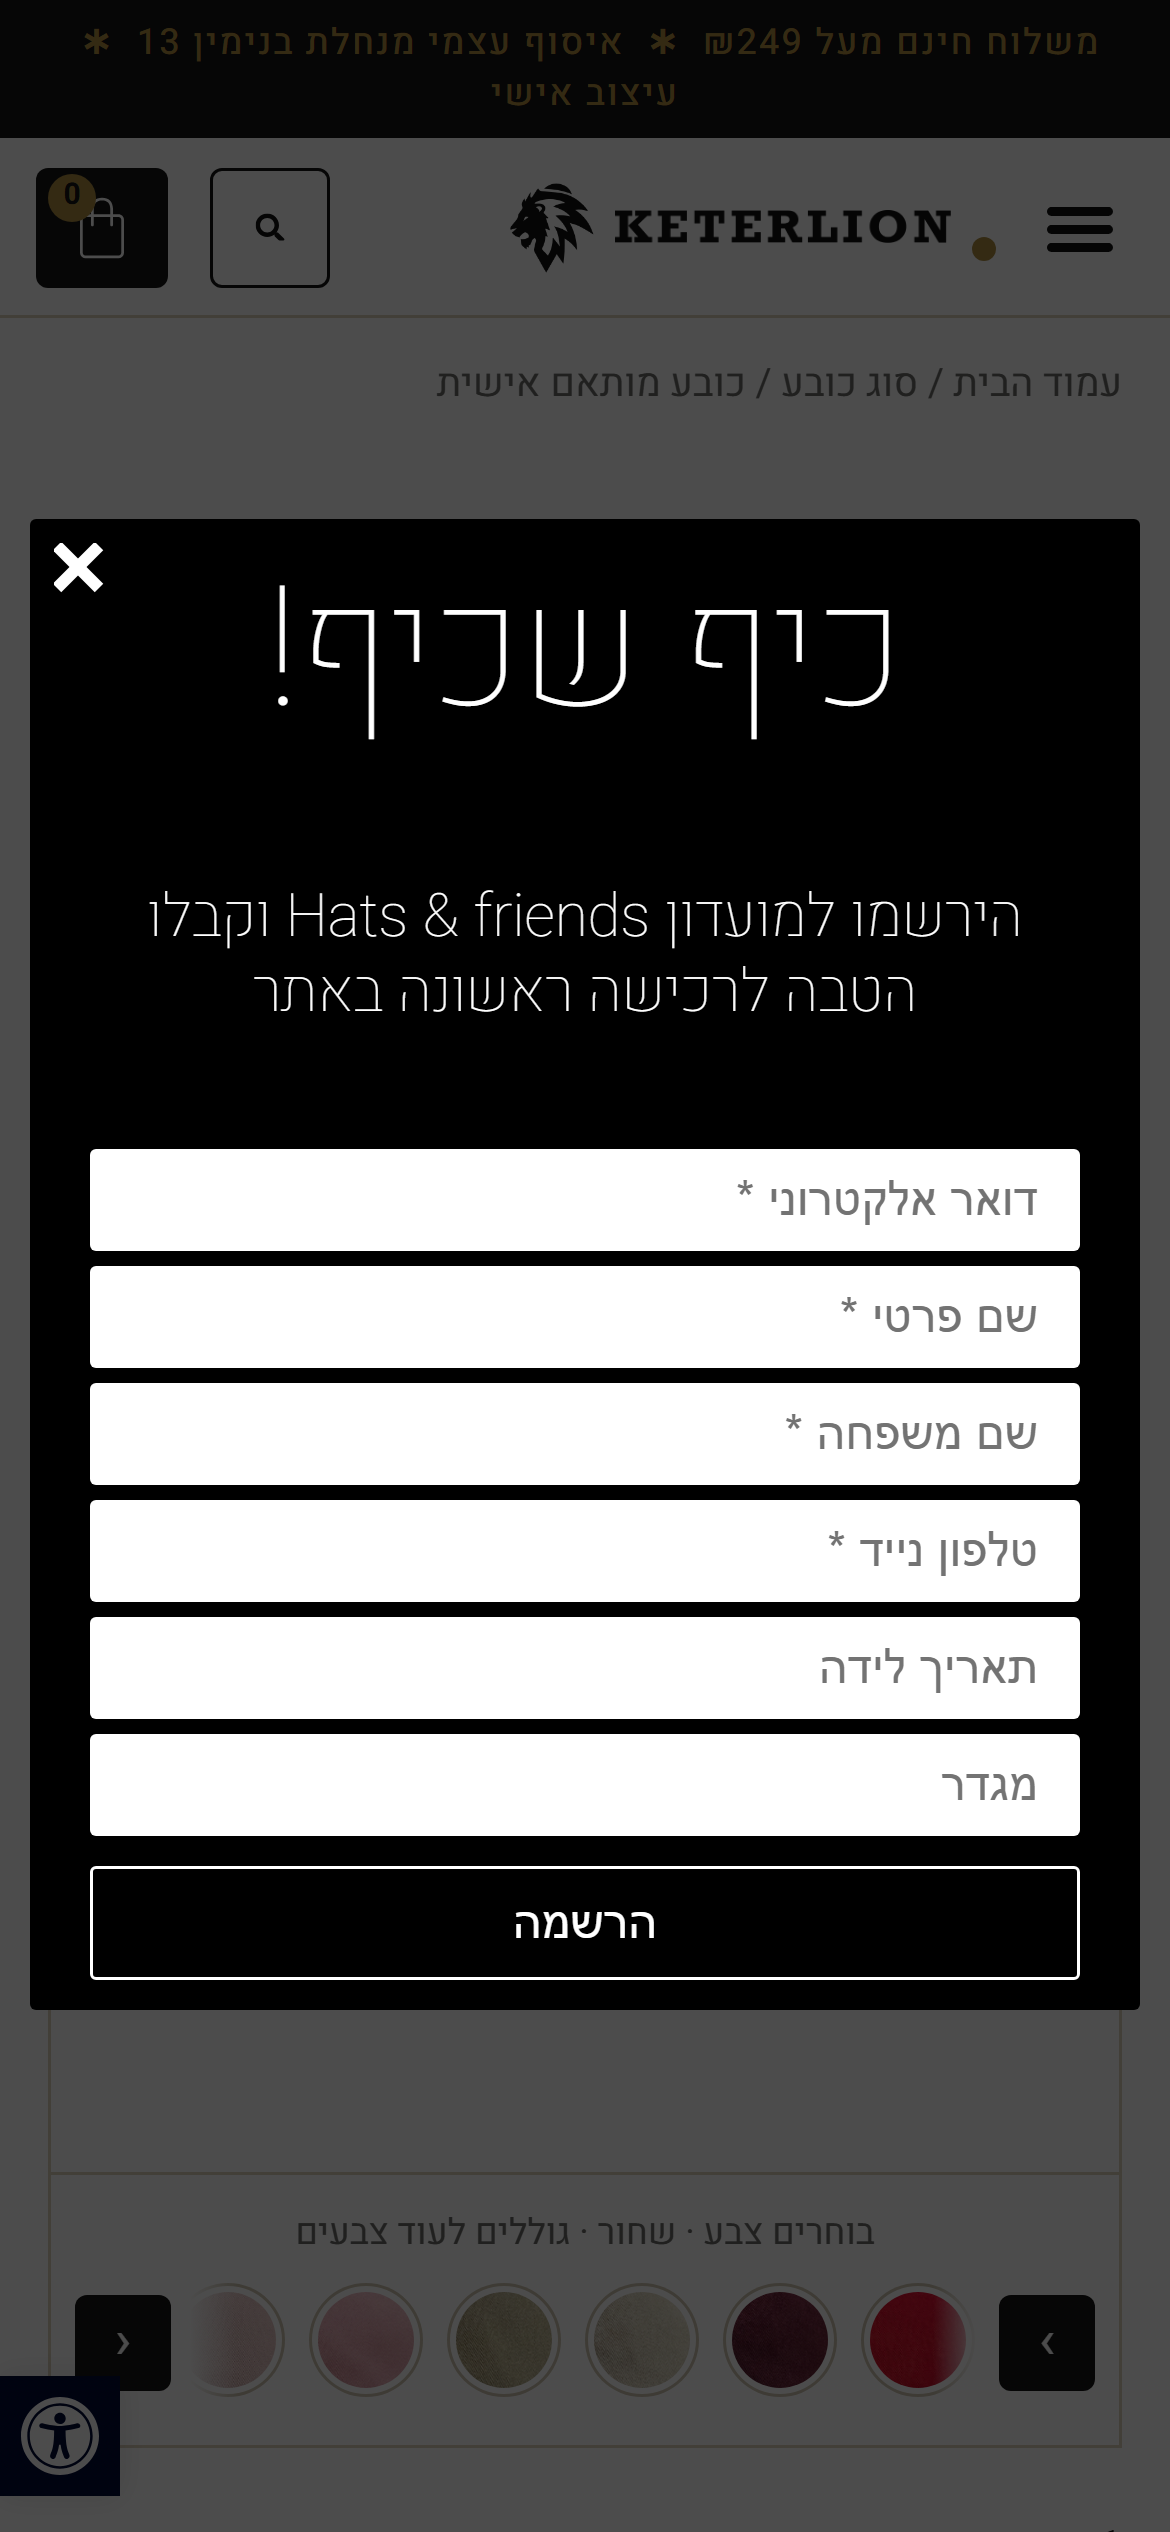 משלוח חינם מעל 249₪ ✱ איסוף עצמי מנחלת בנימין 13 ✱
עיצוב אישי
KETERLION
0
עמוד הבית / סוג כובע / כובע מותאם אישית
כיף שכיף!
הירשמו למועדון Hats & friends וקבלו
הטבה לרכישה ראשונה באתר
דואר אלקטרוני *
שם פרטי *
שם משפחה *
טלפון נייד *
תאריך לידה
מגדר
הרשמה
בוחרים צבע · שחור · גוללים לעוד צבעים